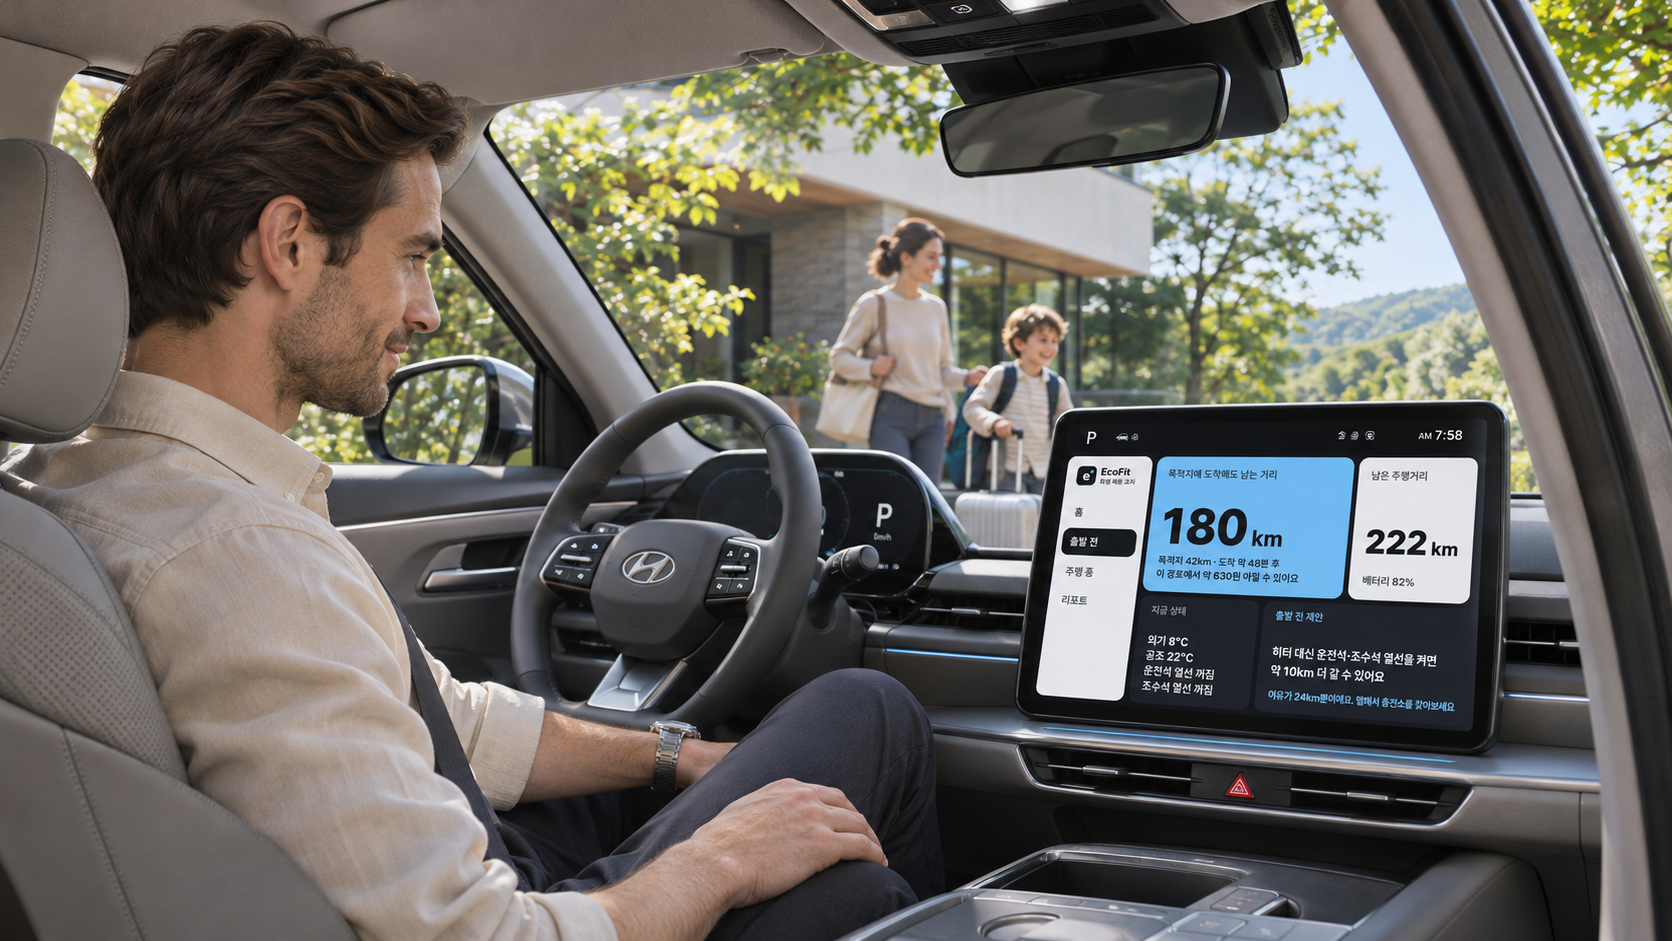 P
AM 7:58
EcoFit
홈
출발 전
주행 중
리포트
목적지에 도착해도 남는 거리
180 km
목적지 42km · 도착 약 48분 후
이 경로에서 약 630원 아낄 수 있어요
남은 주행거리
222 km
배터리 82%
지금 상태
외기 8°C
공조 22°C
운전석 열선 꺼짐
조수석 열선 꺼짐
출발 전 제안
히터 대신 운전석·조수석 열선을 켜면
약 10km 더 갈 수 있어요
여유가 24km뿐이에요. 충전소를 찾아보세요
P